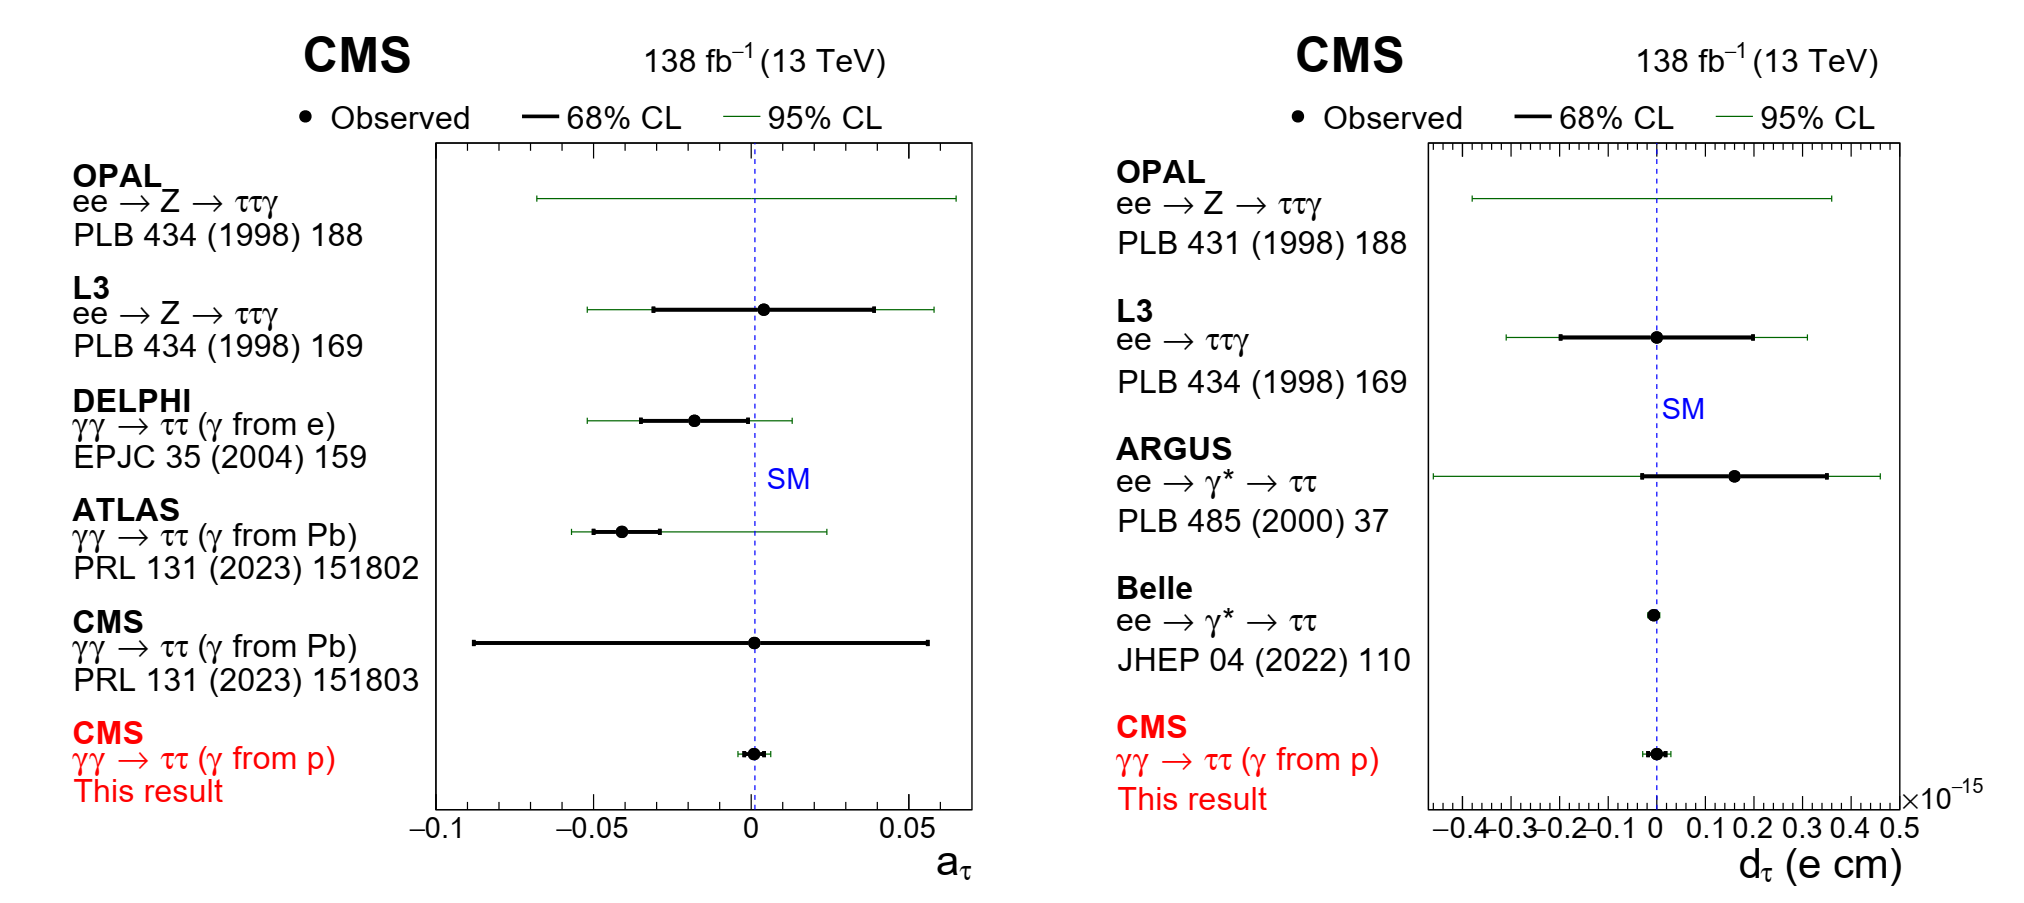 CMS
138 fb⁻¹ (13 TeV)
Observed 68% CL 95% CL
OPAL
ee → Z → ττγ
PLB 434 (1998) 188
L3
ee → Z → ττγ
PLB 434 (1998) 169
DELPHI
γγ → ττ (γ from e)
EPJC 35 (2004) 159
SM
ATLAS
γγ → ττ (γ from Pb)
PRL 131 (2023) 151802
CMS
γγ → ττ (γ from Pb)
PRL 131 (2023) 151803
CMS
γγ → ττ (γ from p)
This result
−0.1 −0.05 0 0.05
aτ
CMS
138 fb⁻¹ (13 TeV)
Observed 68% CL 95% CL
OPAL
ee → Z → ττγ
PLB 431 (1998) 188
L3
ee → ττγ
PLB 434 (1998) 169
SM
ARGUS
ee → γ* → ττ
PLB 485 (2000) 37
Belle
ee → γ* → ττ
JHEP 04 (2022) 110
CMS
γγ → ττ (γ from p)
This result
×10⁻¹⁵
−0.4 −0.3 −0.2 −0.1 0 0.1 0.2 0.3 0.4 0.5
dτ (e cm)